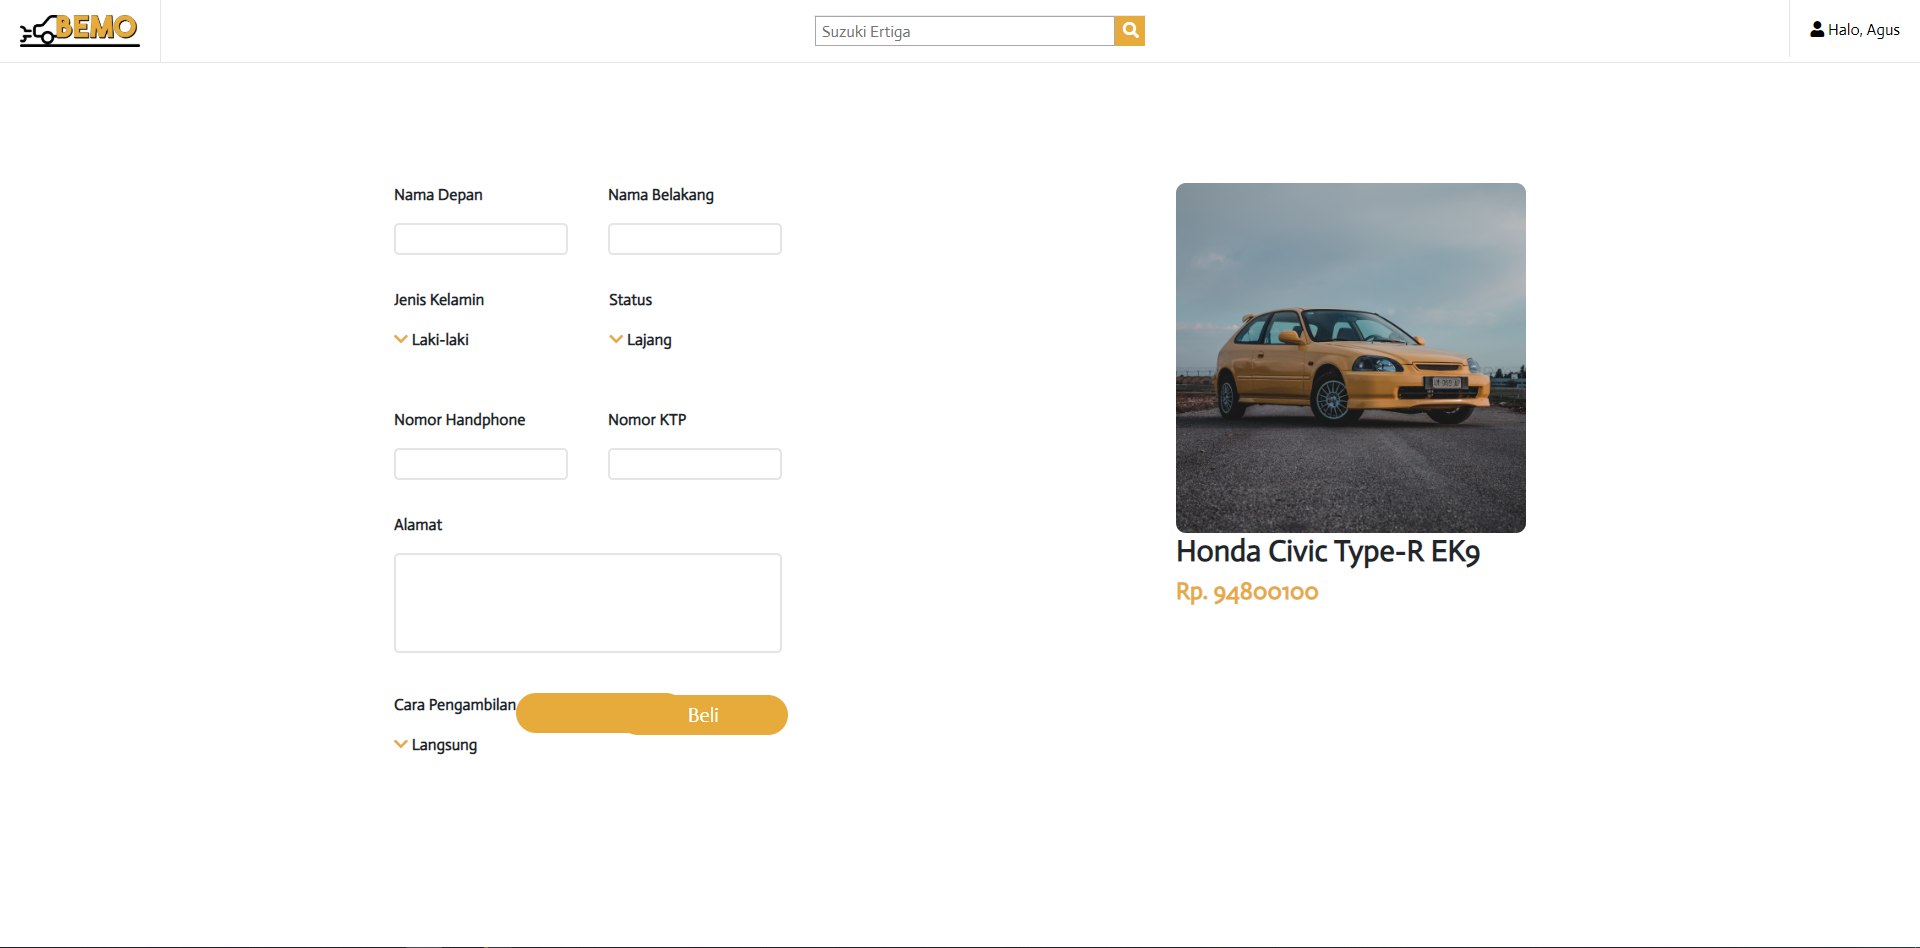 BEMO
Suzuki Ertiga
Halo, Agus
Nama Depan
Nama Belakang
Jenis Kelamin
Status
Laki-laki
Lajang
Nomor Handphone
Nomor KTP
Alamat
Cara Pengambilan
Beli
Langsung
Honda Civic Type-R EK9
Rp. 94800100